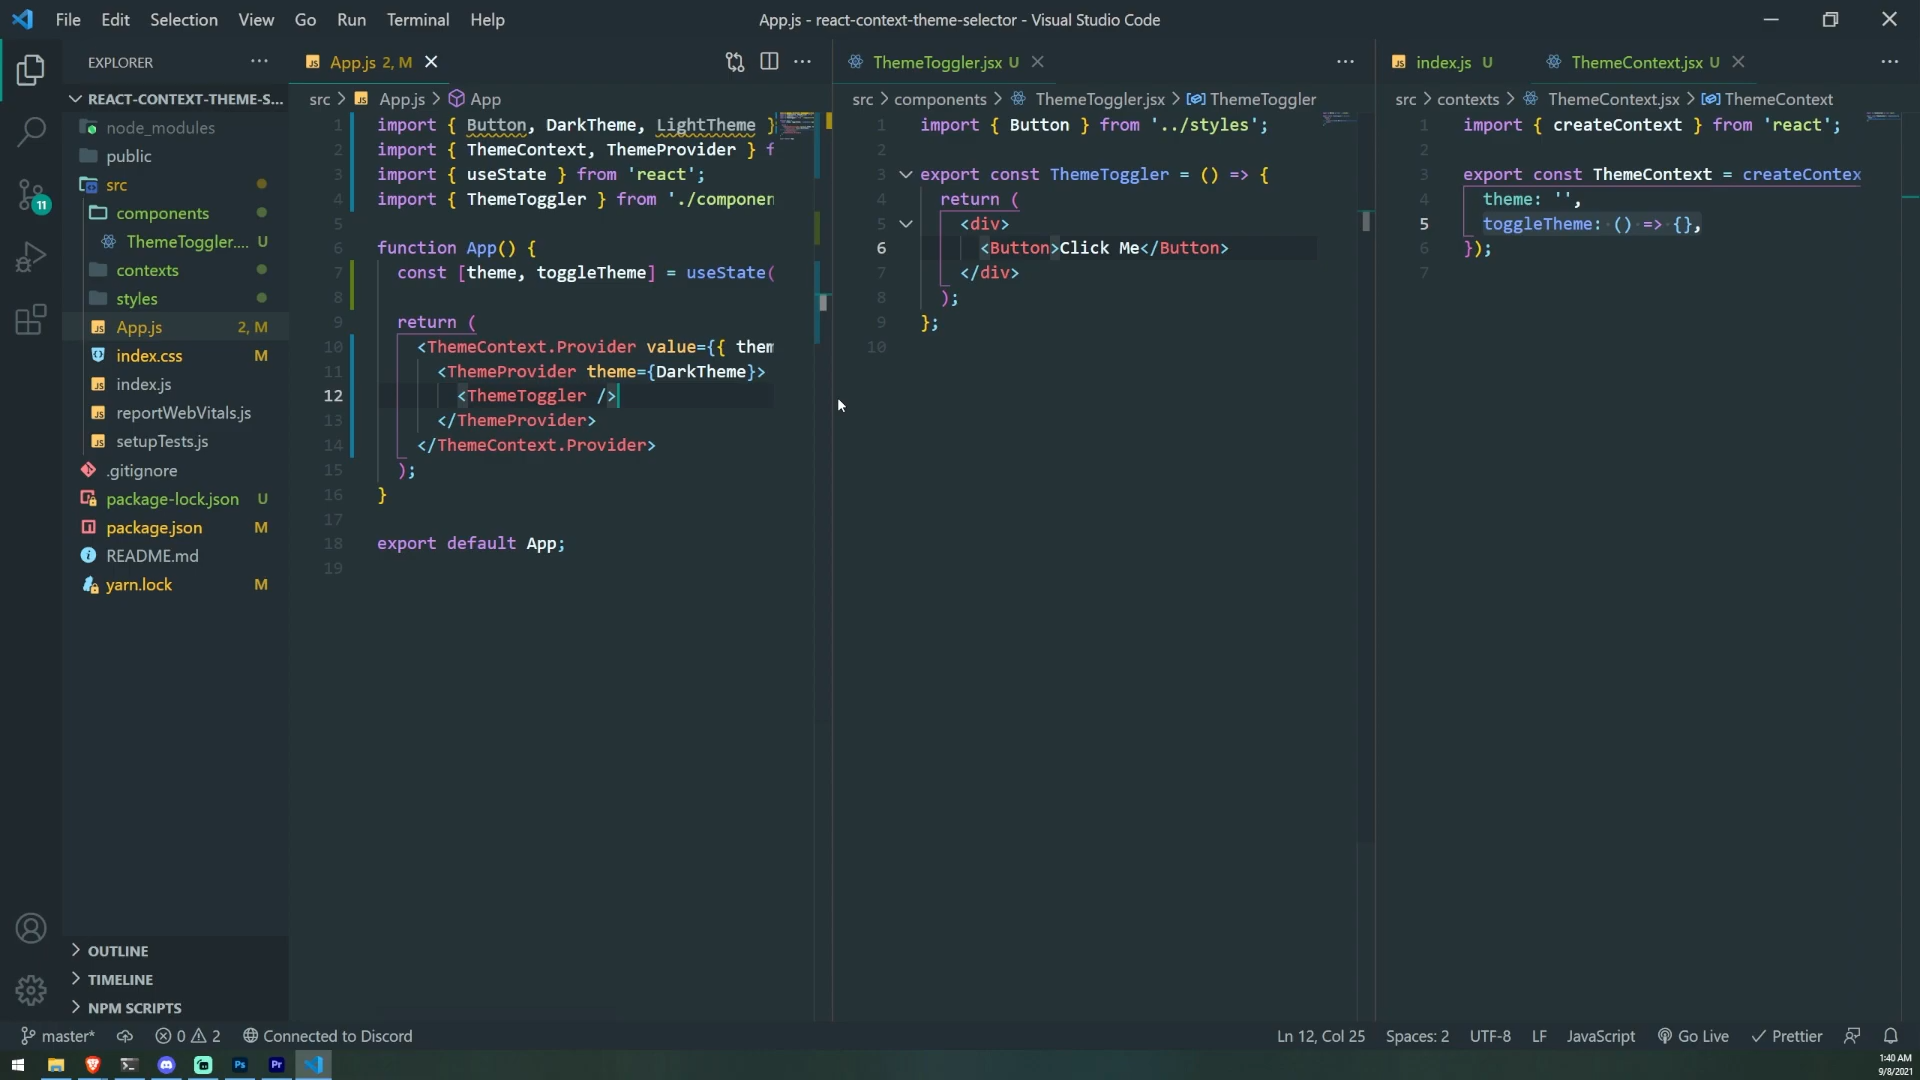 File Edit Selection View Go Run Terminal Help
App.js - react-context-theme-selector - Visual Studio Code
EXPLORER
REACT-CONTEXT-THEME-S...
node_modules
public
src
components
ThemeToggler.... U
contexts
styles
App.js 2, M
index.css M
index.js
reportWebVitals.js
setupTests.js
.gitignore
package-lock.json U
package.json M
README.md
yarn.lock M
11
OUTLINE
TIMELINE
NPM SCRIPTS
App.js 2, M
src > App.js > App
1 import { Button, DarkTheme, LightTheme }
2 import { ThemeContext, ThemeProvider } f
3 import { useState } from 'react';
4 import { ThemeToggler } from './componen
5
6 function App() {
7 const [theme, toggleTheme] = useState(
8
9 return (
10 <ThemeContext.Provider value={{ them
11 <ThemeProvider theme={DarkTheme}>
12 <ThemeToggler />
13 </ThemeProvider>
14 </ThemeContext.Provider>
15 );
16 }
17
18 export default App;
19
ThemeToggler.jsx U
src > components > ThemeToggler.jsx > ThemeToggler
1 import { Button } from '../styles';
2
3 export const ThemeToggler = () => {
4 return (
5 <div>
6 <Button>Click Me</Button>
7 </div>
8 );
9 };
10
index.js U
ThemeContext.jsx U
src > contexts > ThemeContext.jsx > ThemeContext
1 import { createContext } from 'react';
2
3 export const ThemeContext = createContex
4 theme: '',
5 toggleTheme: () => {},
6 });
7
master* 0 2 Connected to Discord
Ln 12, Col 25 Spaces: 2 UTF-8 LF JavaScript Go Live Prettier
Ps Pr
1:40 AM
9/8/2021